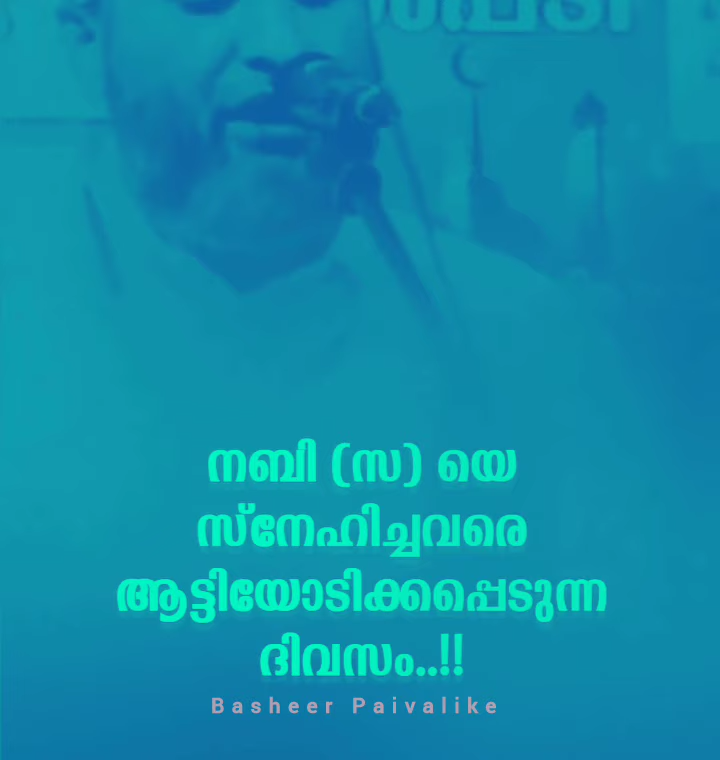 നബി (സ) യെ
സ്നേഹിച്ചവരെ
ആട്ടിയോടിക്കപ്പെടുന്ന
ദിവസം..!!
Basheer Paivalike